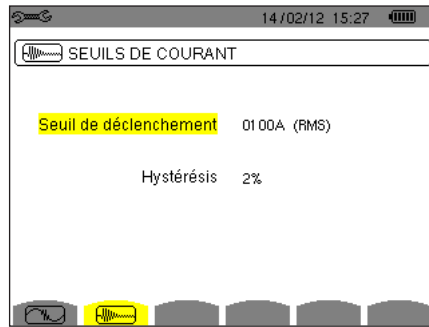 14/02/12 15:27
SEUILS DE COURANT
Seuil de déclenchement 0100A (RMS)
Hystérésis 2%